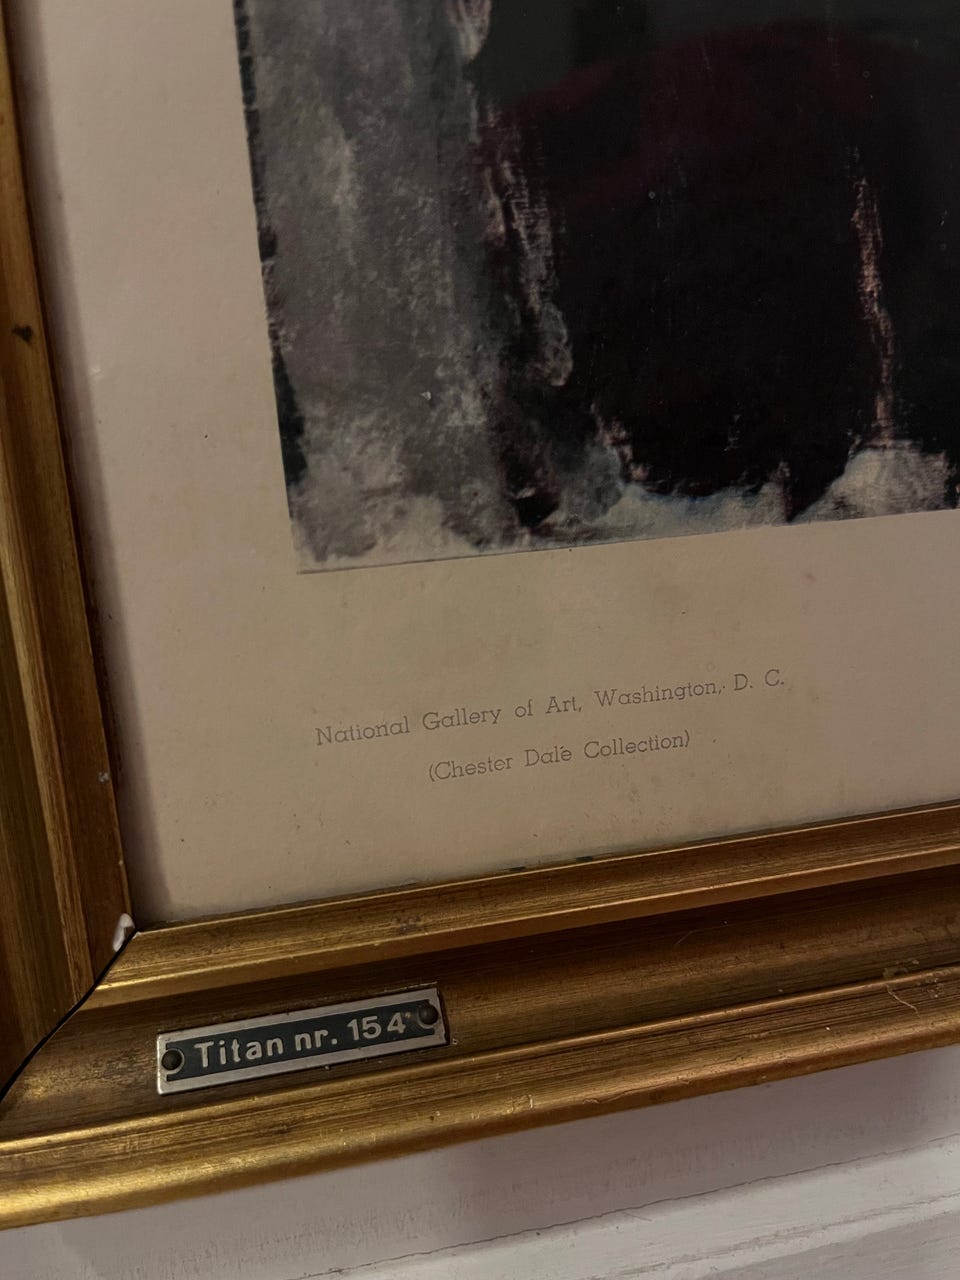 National Gallery of Art, Washington, D. C.
(Chester Dale Collection)
Titan nr. 154